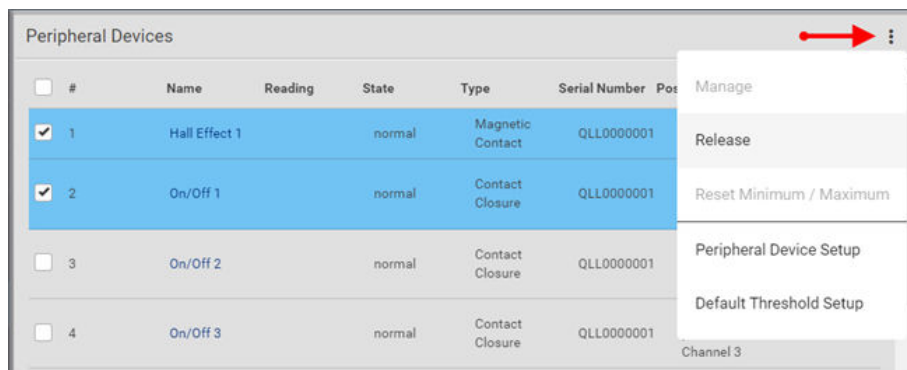 Peripheral Devices
# Name Reading State Type Serial Number Pos
1 Hall Effect 1 normal Magnetic Contact QLL0000001
2 On/Off 1 normal Contact Closure QLL0000001
3 On/Off 2 normal Contact Closure QLL0000001
4 On/Off 3 normal Contact Closure QLL0000001
Channel 3
Manage
Release
Reset Minimum / Maximum
Peripheral Device Setup
Default Threshold Setup